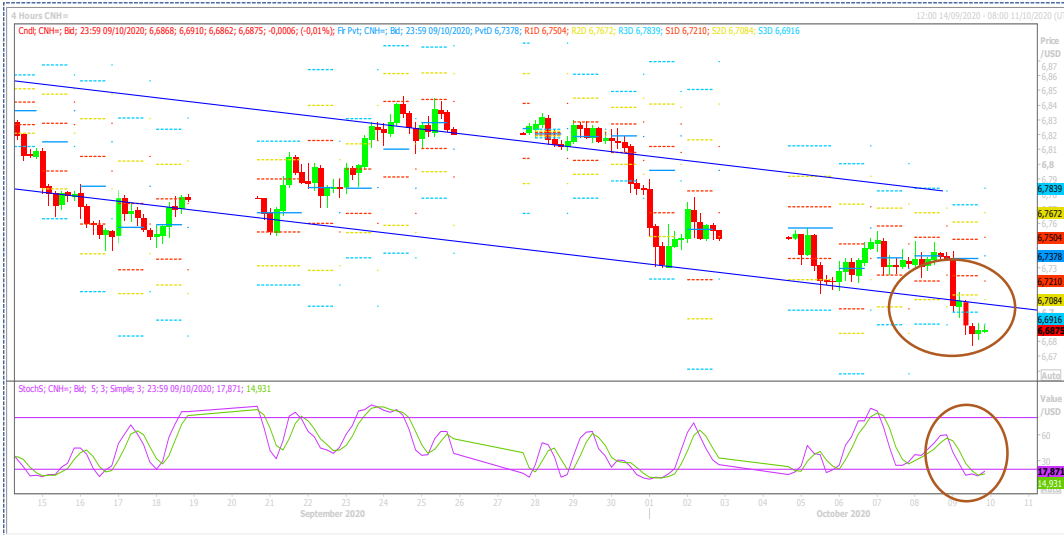 4 Hours CNH=
12:00 14/09/2020 - 08:00 11/10/2020 (U
Cndl; CNH=; Bid; 23:59 09/10/2020; 6,6868; 6,6910; 6,6862; 6,6875; -0,0006; (-0,01%); Flr Pvt; CNH=; Bid; 23:59 09/10/2020; PvtD 6,7378; R1D 6,7504; R2D 6,7672; R3D 6,7839; S1D 6,7210; S2D 6,7084; S3D 6,6916
Price
/USD
6,87
6,86
6,85
6,84
6,83
6,82
6,81
6,8
6,79
6,7839
6,7672
6,7504
6,7378
6,73
6,7210
6,7084
6,6916
6,6875
6,68
6,67
Auto
StochS; CNH=; Bid; 5; 3; Simple; 3; 23:59 09/10/2020; 17,871; 14,931
Value
/USD
60
30
17,871
14,931
15 16 17 18 19 20 21 22 23 24 25 26 27 28 29 30 01 02 03 04 05 06 07 08 09 10 11
September 2020 October 2020